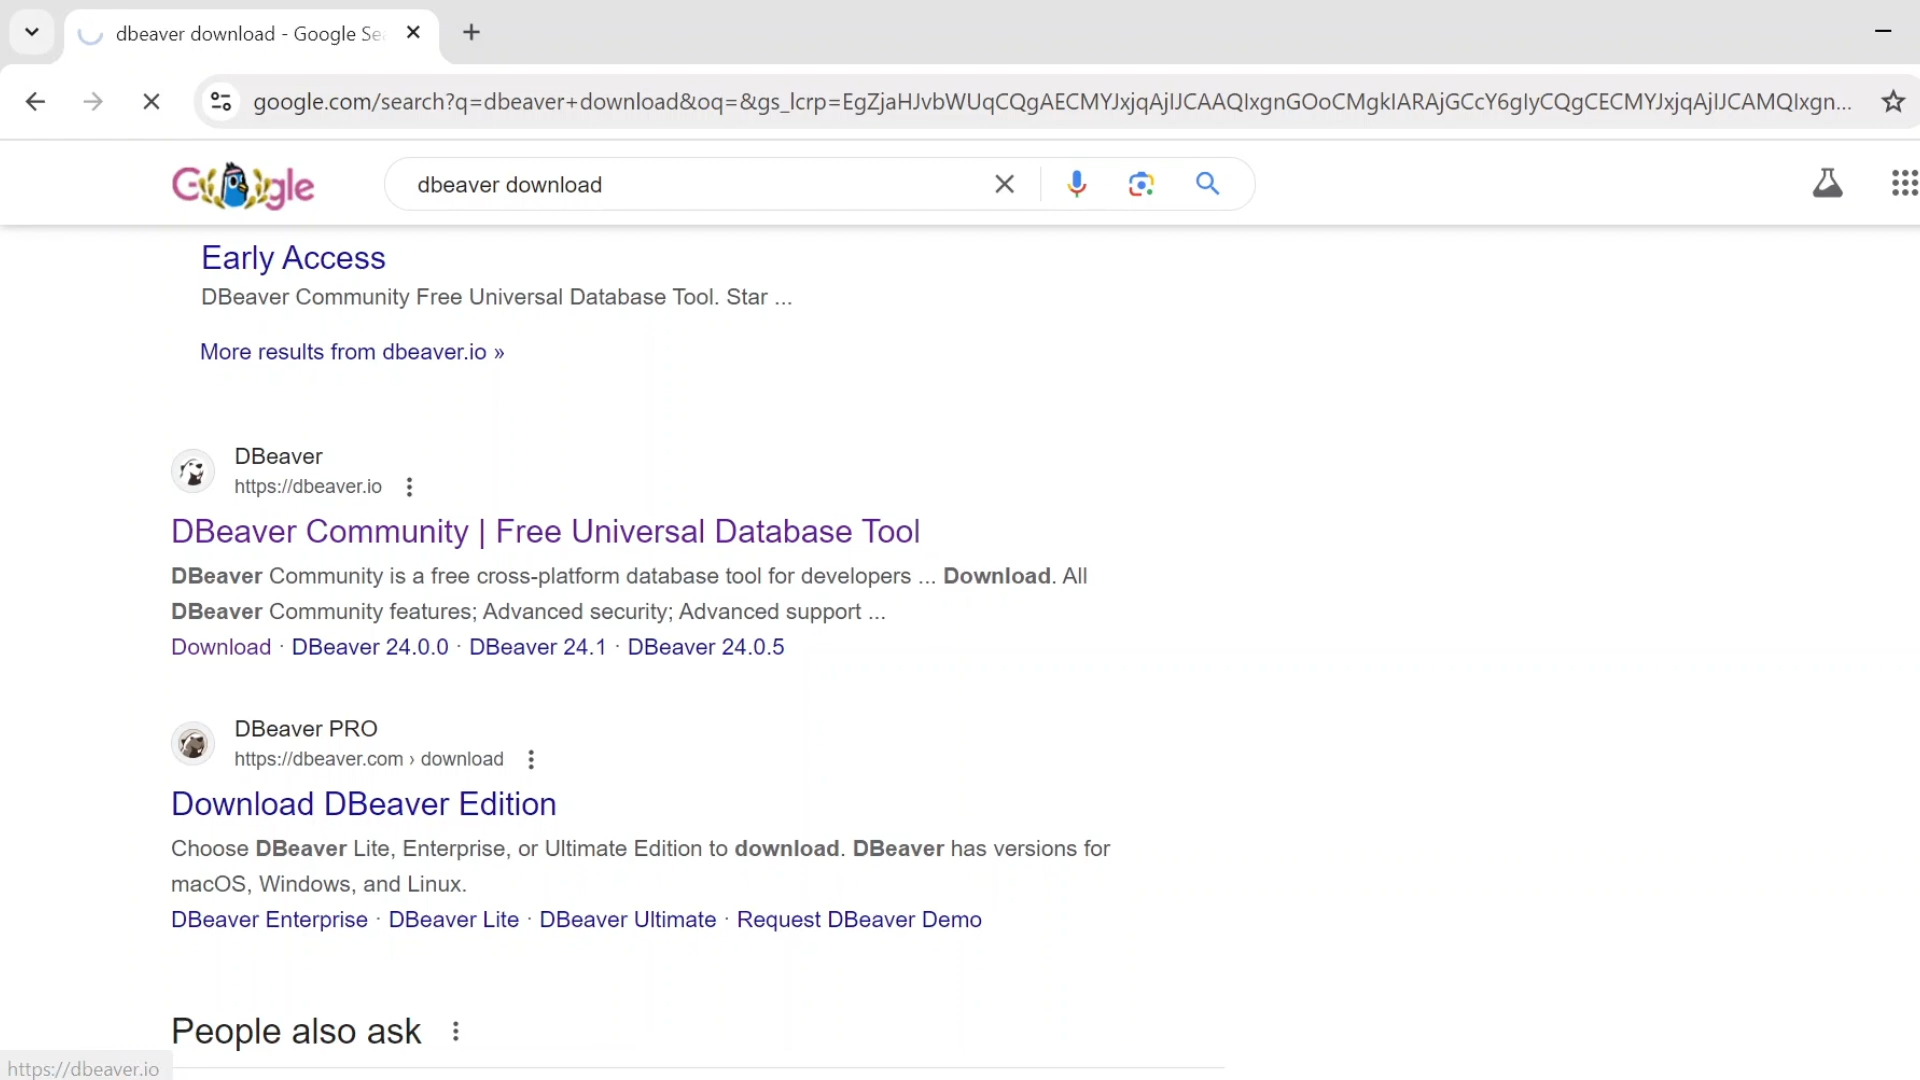 dbeaver download - Google Sea
google.com/search?q=dbeaver+download&oq=&gs_lcrp=EgZjaHJvbWUqCQgAECMYJxjqAjIJCAAQIxgnGOoCMgkIARAjGCcY6gIyCQgCECMYJxjqAjIJCAMQIxgn...
Google
dbeaver download
Early Access
DBeaver Community Free Universal Database Tool. Star ...
More results from dbeaver.io »
DBeaver
https://dbeaver.io
DBeaver Community | Free Universal Database Tool
DBeaver Community is a free cross-platform database tool for developers ... Download. All
DBeaver Community features; Advanced security; Advanced support ...
Download · DBeaver 24.0.0 · DBeaver 24.1 · DBeaver 24.0.5
DBeaver PRO
https://dbeaver.com › download
Download DBeaver Edition
Choose DBeaver Lite, Enterprise, or Ultimate Edition to download. DBeaver has versions for
macOS, Windows, and Linux.
DBeaver Enterprise · DBeaver Lite · DBeaver Ultimate · Request DBeaver Demo
People also ask
https://dbeaver.io